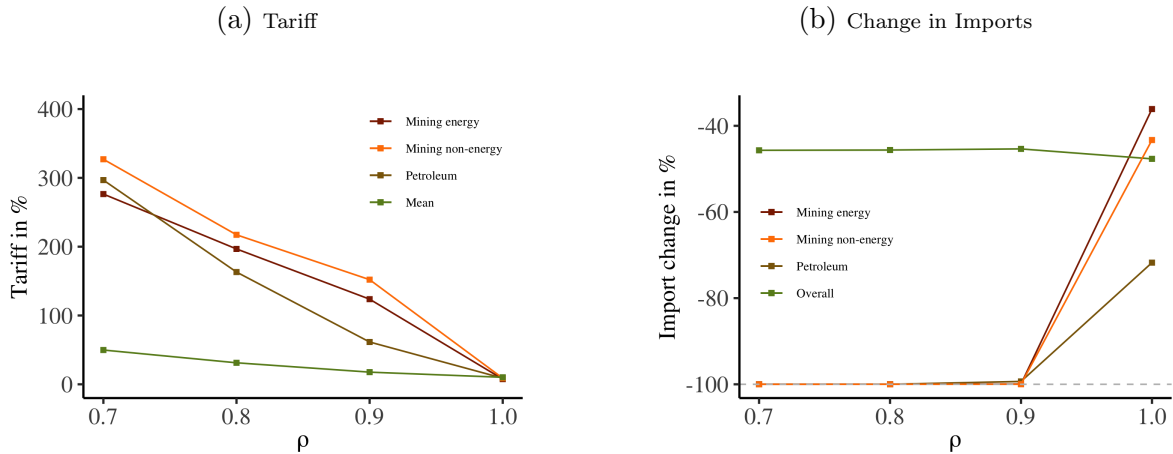 (a) Tariff
400
300
200
100
0
Tariff in %
0.7 0.8 0.9 1.0
ρ
Mining energy
Mining non-energy
Petroleum
Mean
(b) Change in Imports
-40
-60
-80
-100
Import change in %
0.7 0.8 0.9 1.0
ρ
Mining energy
Mining non-energy
Petroleum
Overall